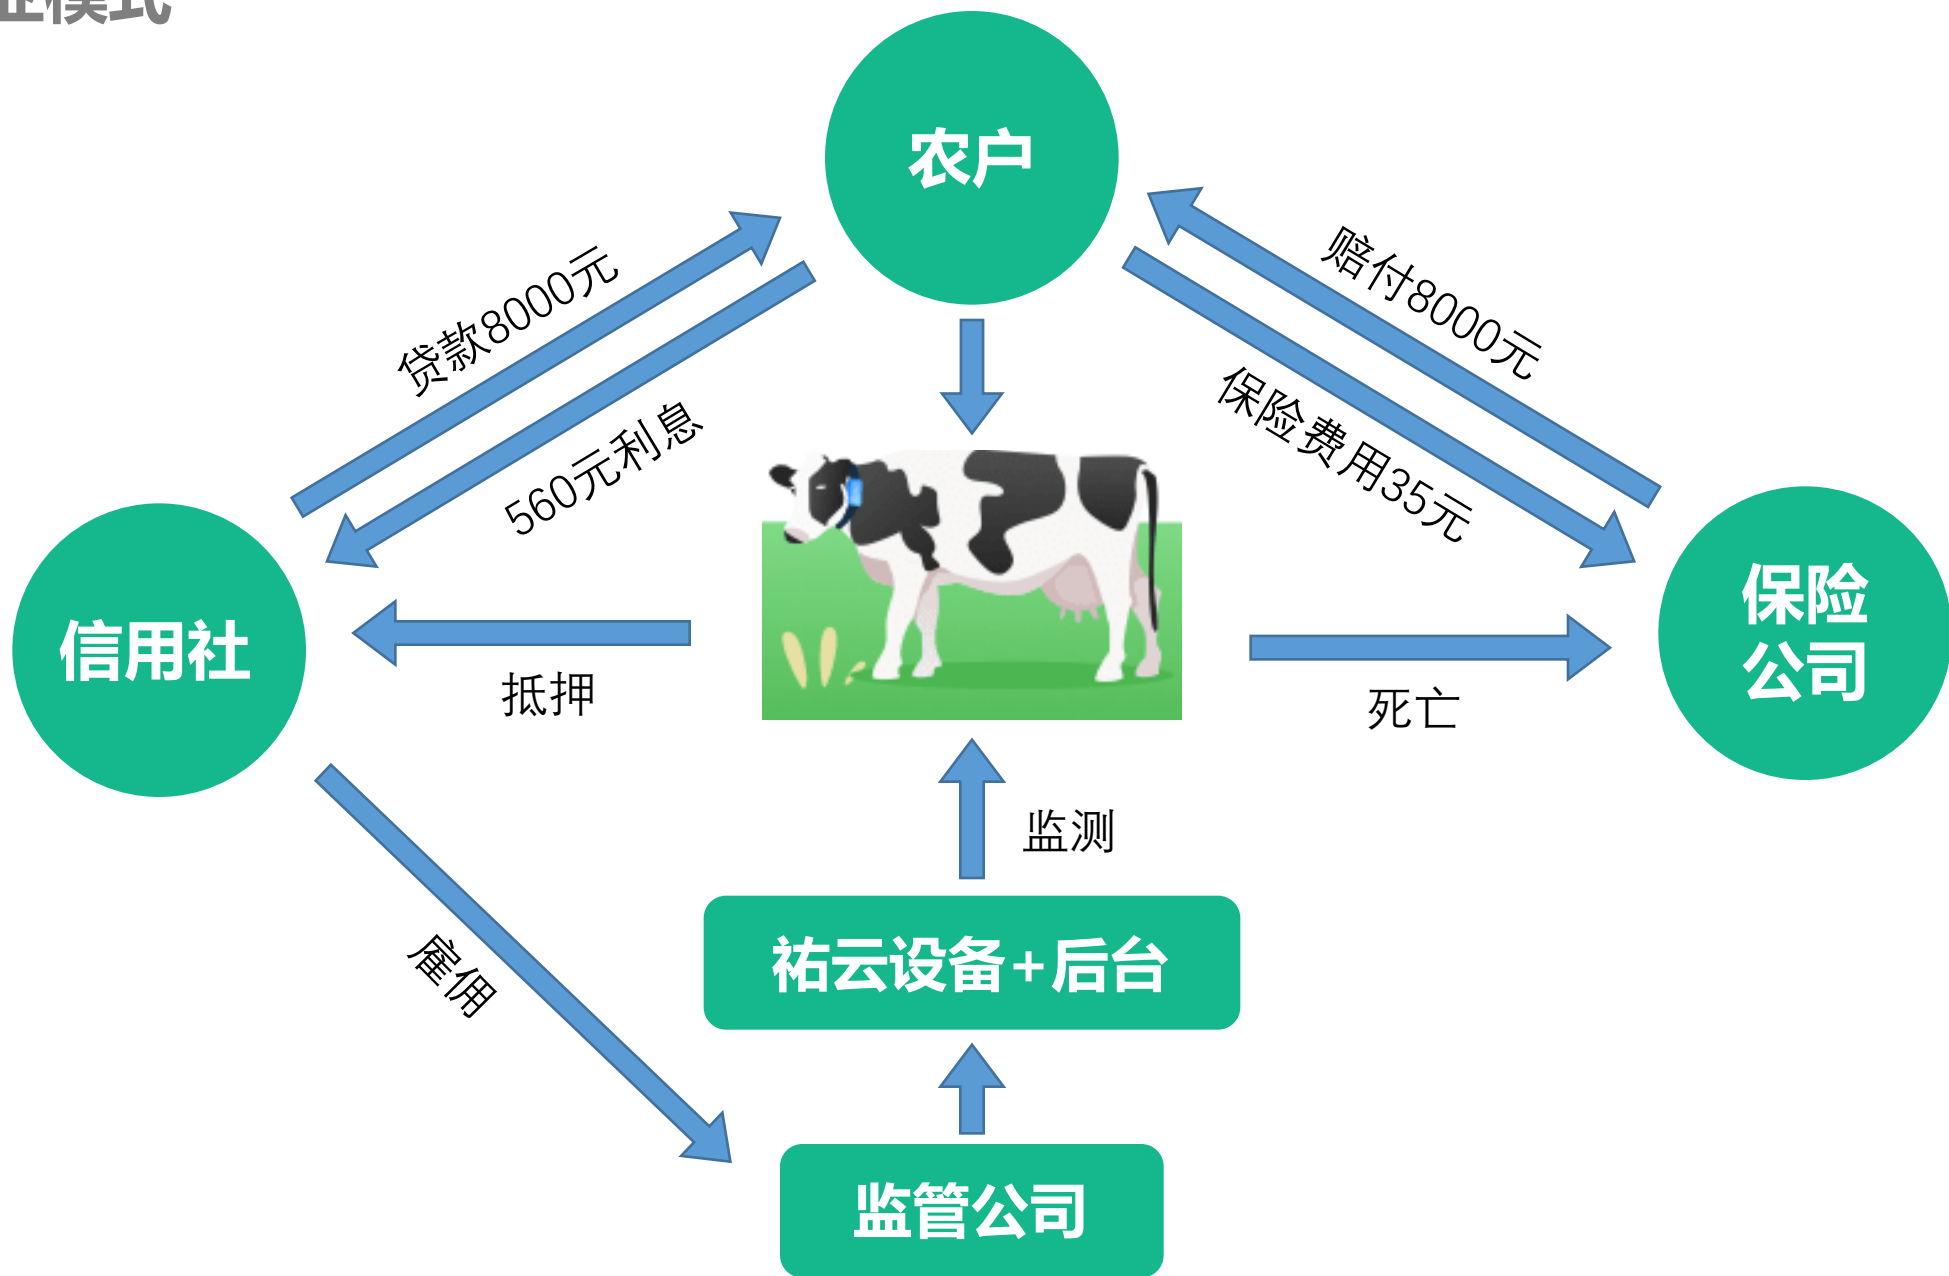 模式
农户
贷款8000元
560元利息
赔付8000元
保险费用35元
信用社
抵押
死亡
保险
公司
监测
雇佣
祐云设备+后台
监管公司